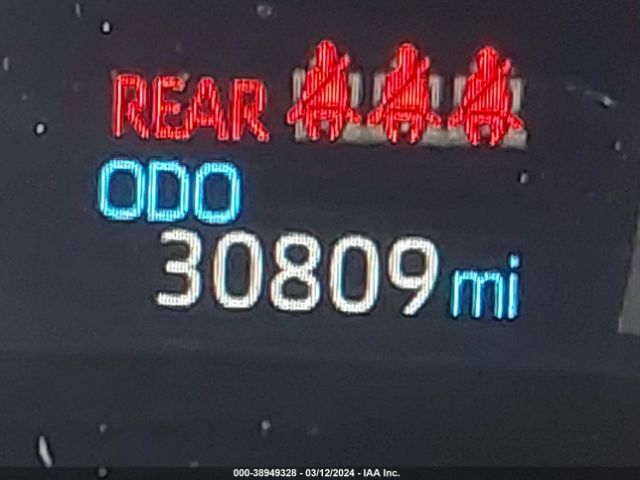 REAR
ODO
30809 mi
000-38949328 - 03/12/2024 - IAA Inc.